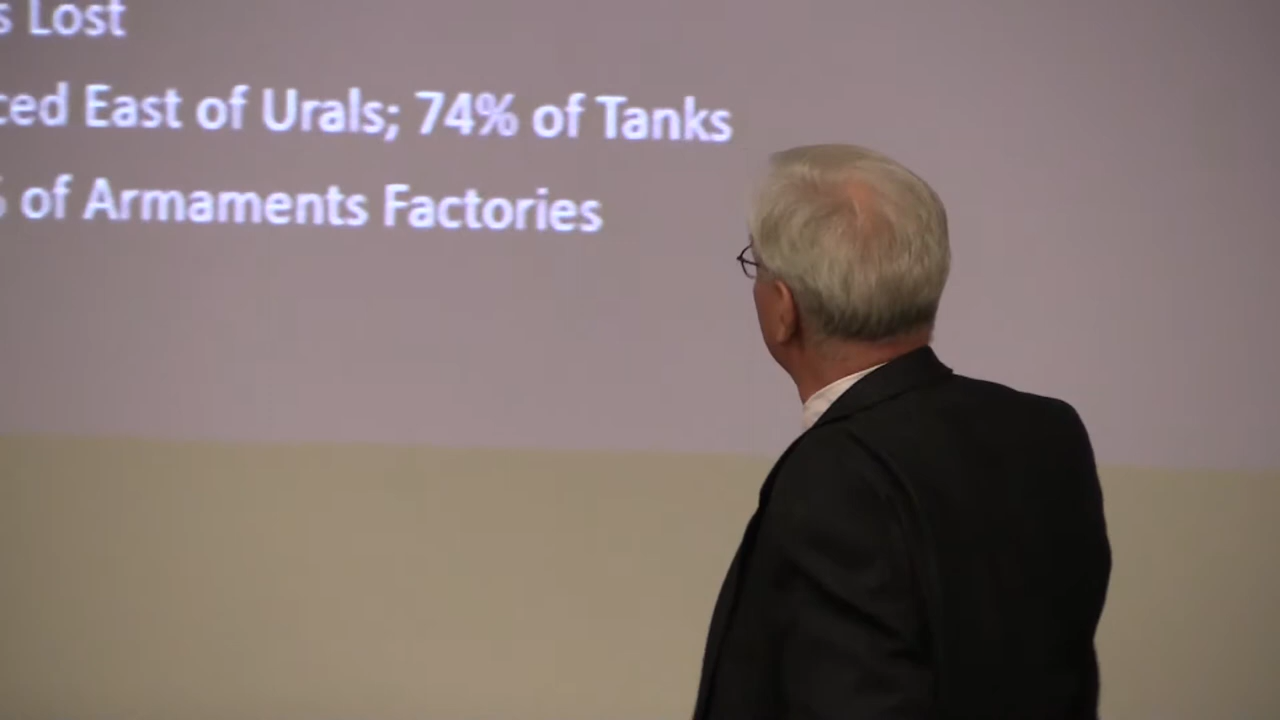 s Lost
ced East of Urals; 74% of Tanks
% of Armaments Factories